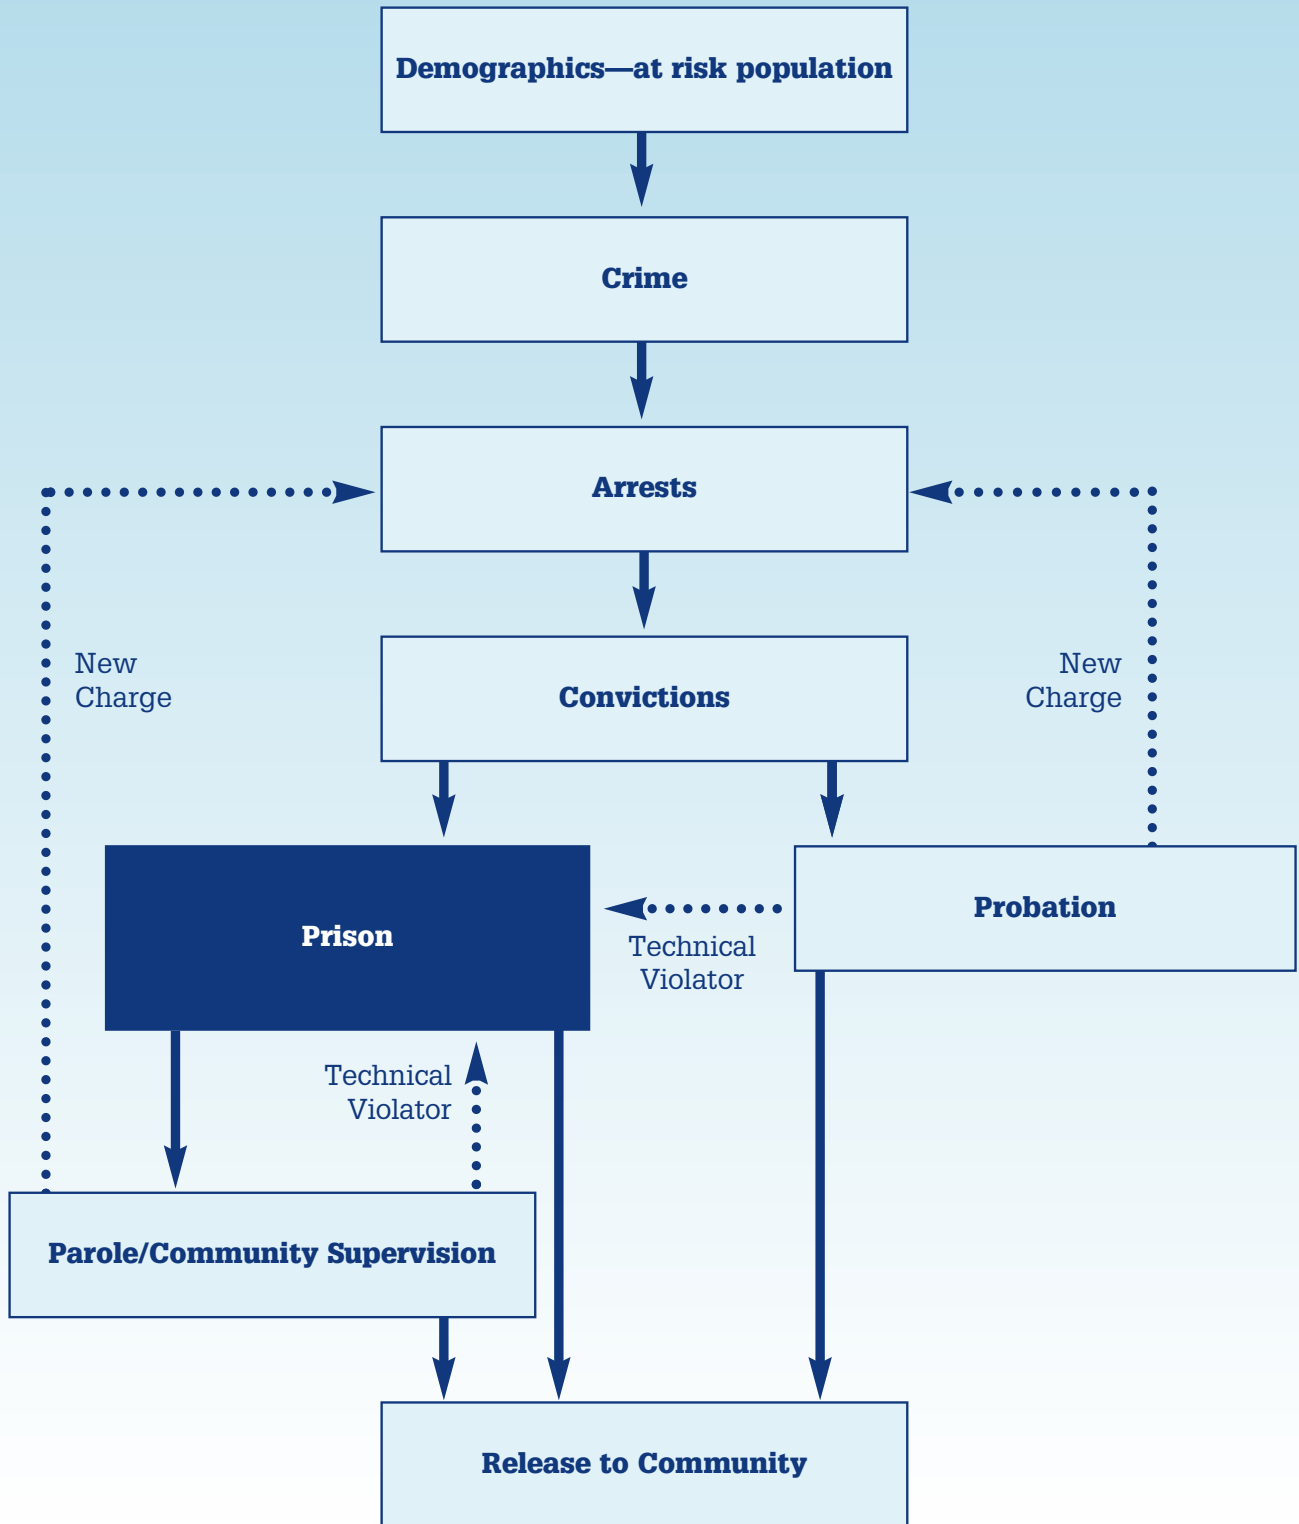 Demographics—at risk population
Crime
Arrests
New
Charge
New
Charge
Convictions
Prison
Probation
Technical
Violator
Technical
Violator
Parole/Community Supervision
Release to Community